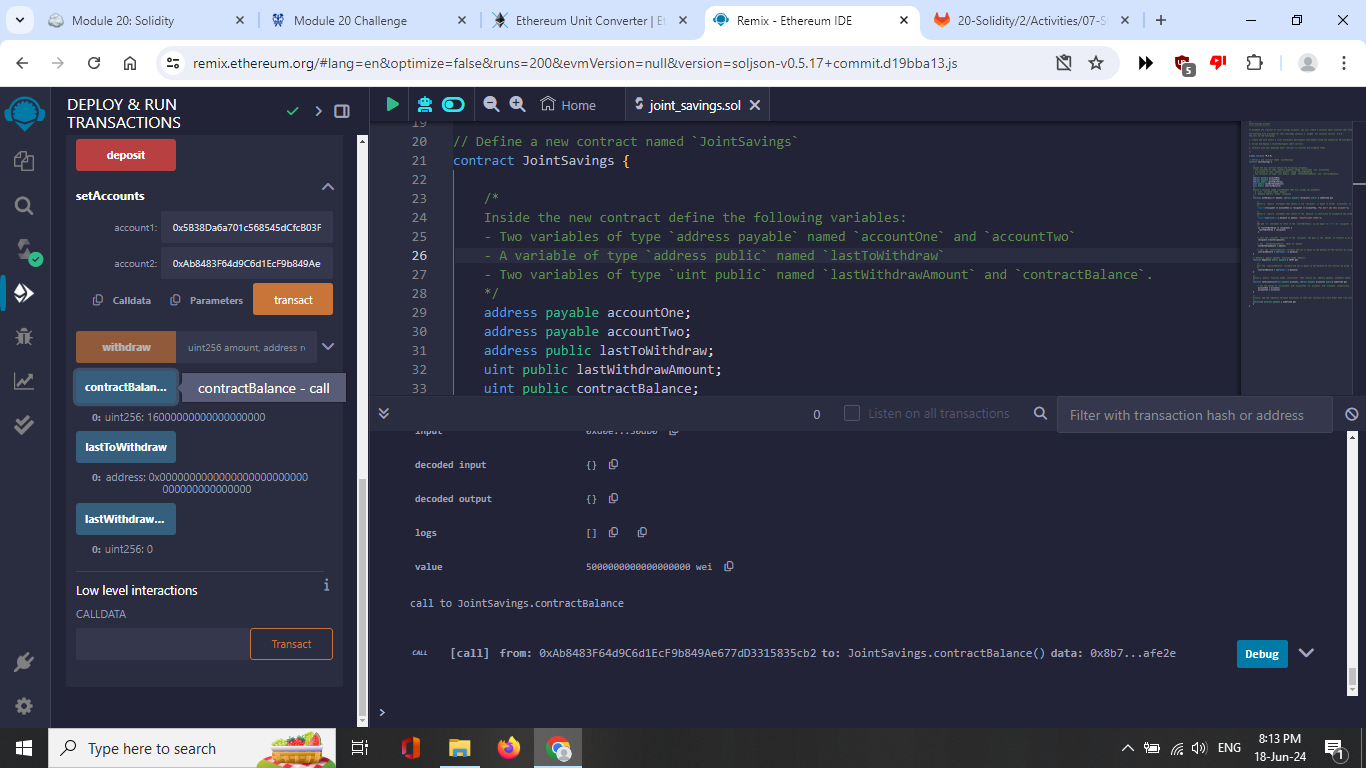 Module 20: Solidity
Module 20 Challenge
Ethereum Unit Converter | Et
Remix - Ethereum IDE
20-Solidity/2/Activities/07-S
remix.ethereum.org/#lang=en&optimize=false&runs=200&evmVersion=null&version=soljson-v0.5.17+commit.d19bba13.js
5
DEPLOY & RUN
TRANSACTIONS
Home
joint_savings.sol
deposit
setAccounts
account1: 0x5B38Da6a701c568545dCfcB03F
account2: 0xAb8483F64d9C6d1EcF9b849Ae
Calldata
Parameters
transact
withdraw
uint256 amount, address r
contractBalan...
contractBalance - call
0: uint256: 16000000000000000000
lastToWithdraw
0: address: 0x0000000000000000000000000
000000000000000
lastWithdraw...
0: uint256: 0
Low level interactions
i
CALLDATA
Transact
19
20 // Define a new contract named `JointSavings`
21 contract JointSavings {
22
23 /*
24 Inside the new contract define the following variables:
25 - Two variables of type `address payable` named `accountOne` and `accountTwo`
26 - A variable of type `address public` named `lastToWithdraw`
27 - Two variables of type `uint public` named `lastWithdrawAmount` and `contractBalance`.
28 */
29 address payable accountOne;
30 address payable accountTwo;
31 address public lastToWithdraw;
32 uint public lastWithdrawAmount;
33 uint public contractBalance;
0
Listen on all transactions
Filter with transaction hash or address
input 0xd0e...30db0
decoded input {}
decoded output {}
logs []
value 5000000000000000000 wei
call to JointSavings.contractBalance
CALL [call] from: 0xAb8483F64d9C6d1EcF9b849Ae677dD3315835cb2 to: JointSavings.contractBalance() data: 0x8b7...afe2e
Debug
>
Type here to search
ENG
8:13 PM
18-Jun-24
1